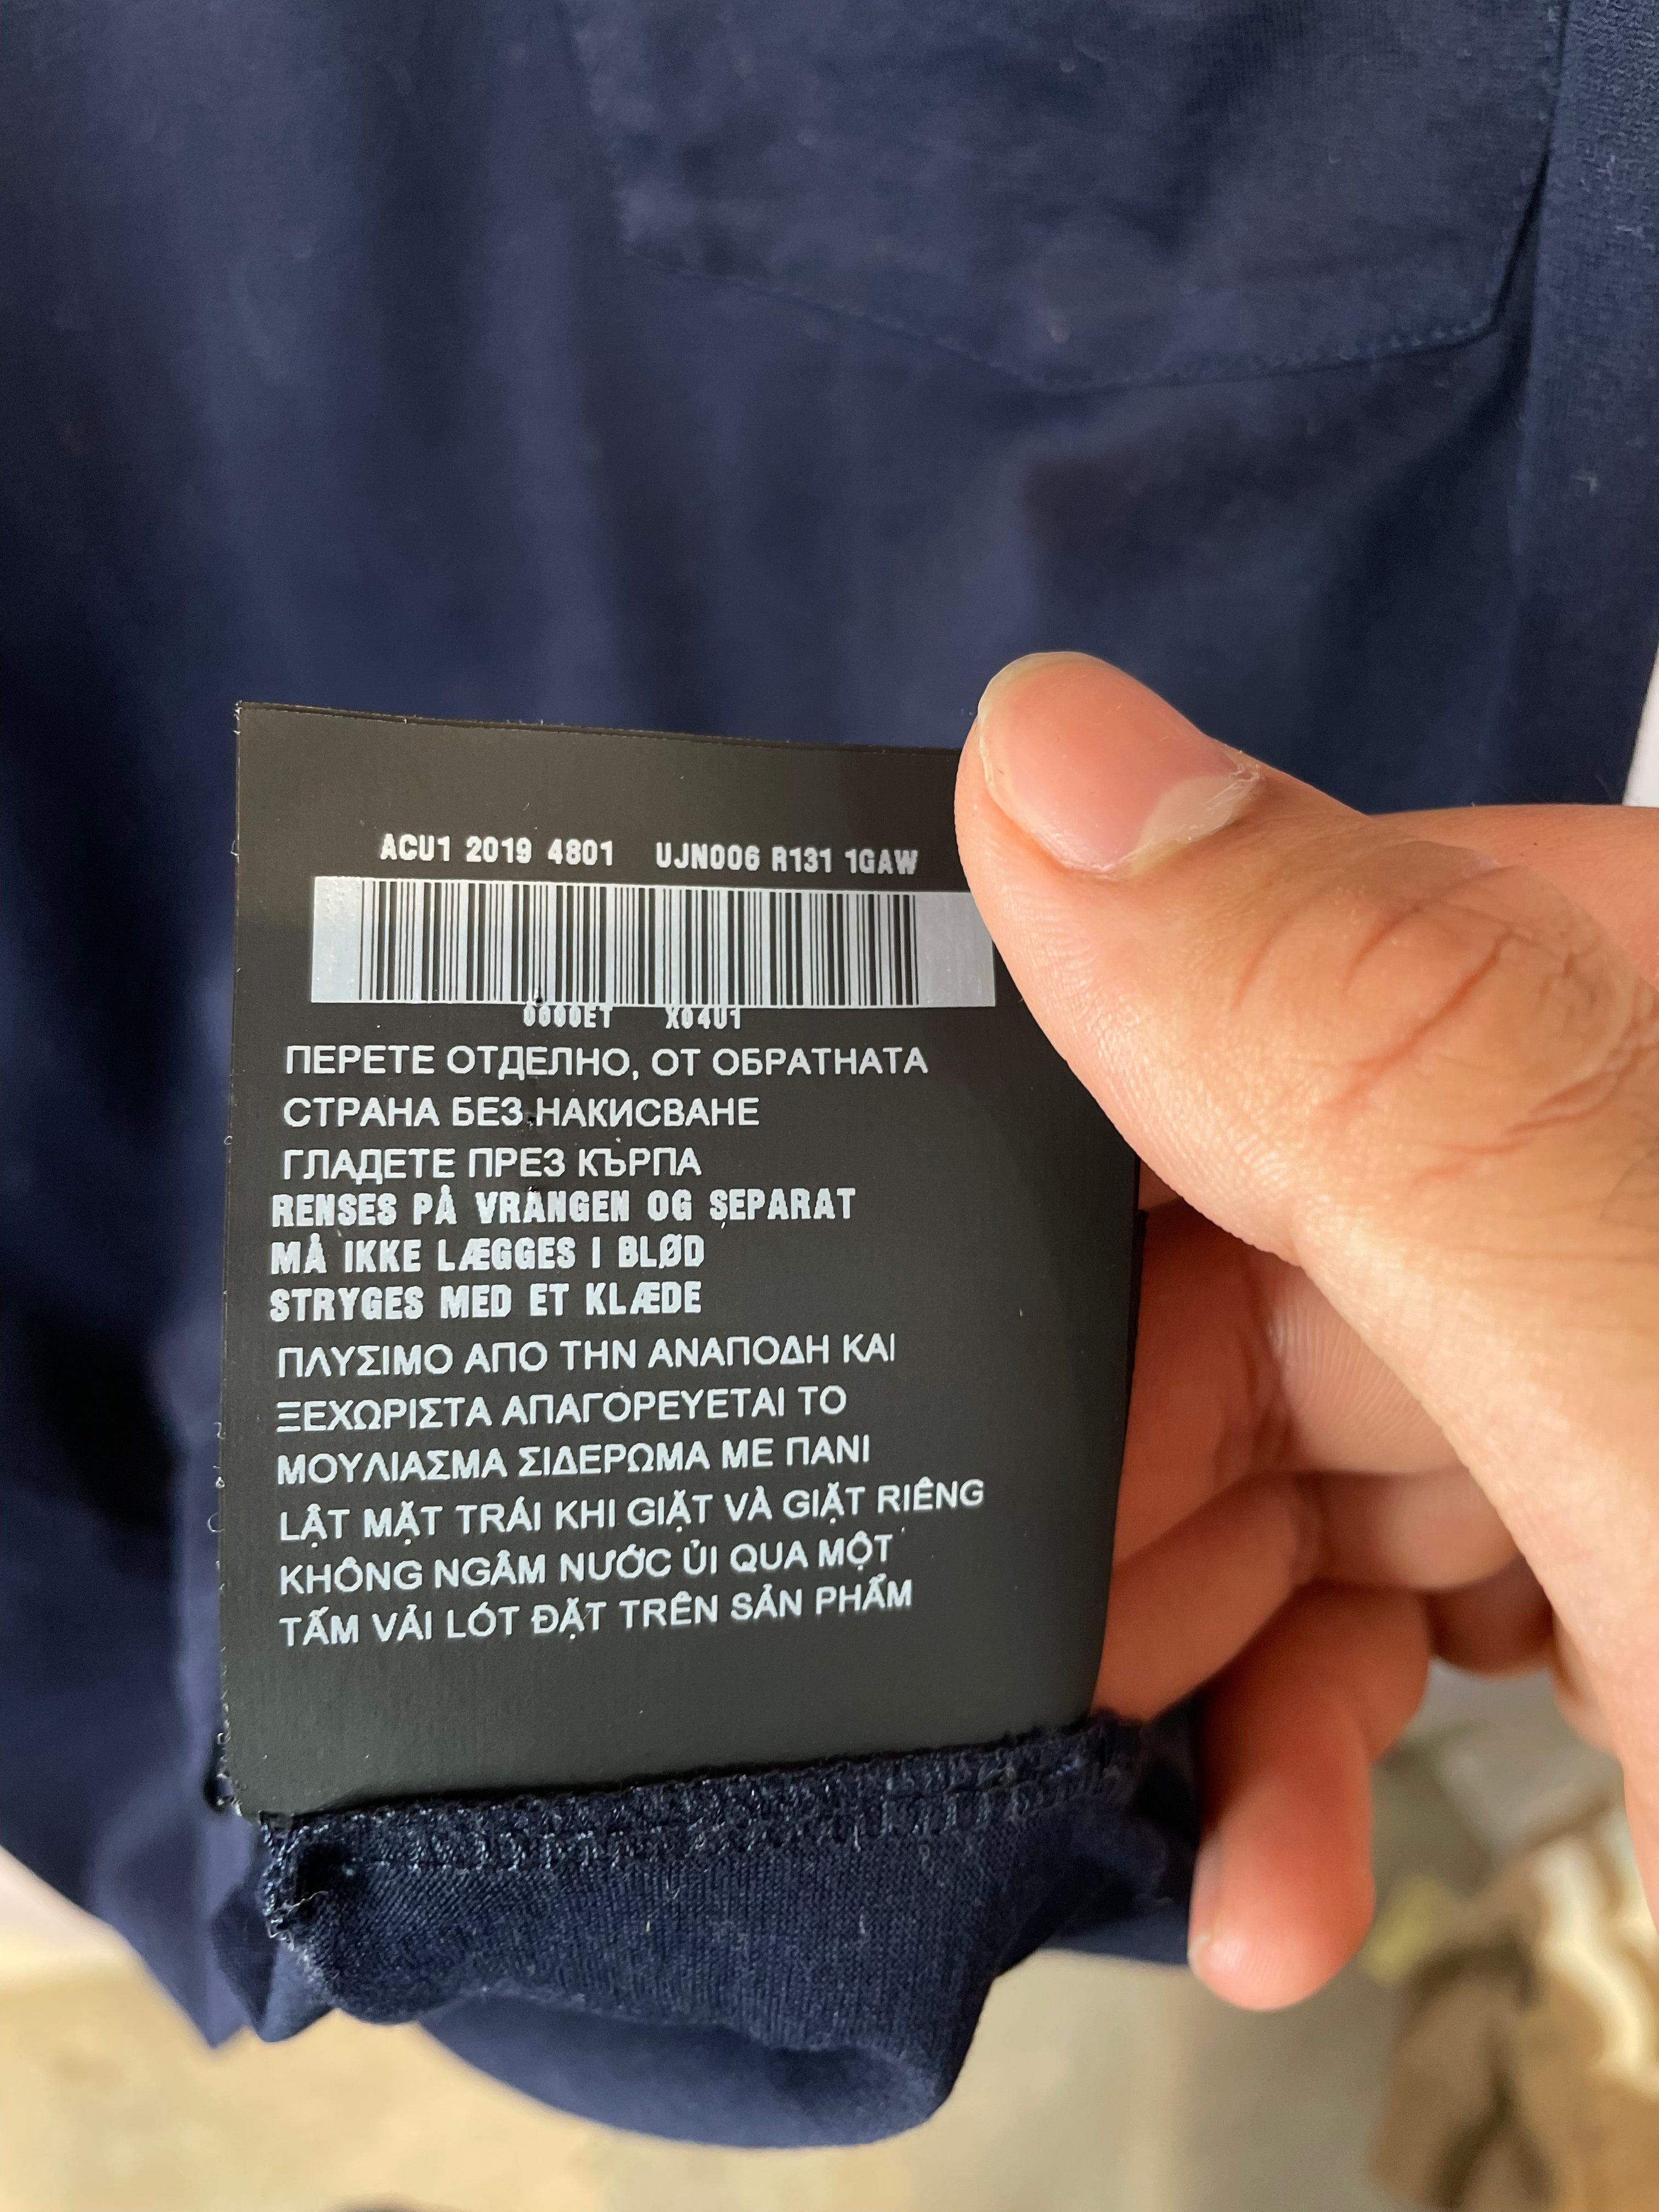 ACU1 2019 4801 UJN006 R131 1GAW
0000ET X04U1
ПЕРЕТЕ ОТДЕЛНО, ОТ ОБРАТНАТА
СТРАНА БЕЗ НАКИСВАНЕ
ГЛАДЕТЕ ПРЕЗ КЪРПА
RENSES PÅ VRANGEN OG SEPARAT
MÅ IKKE LÆGGES I BLØD
STRYGES MED ET KLÆDE
ΠΛΥΣΙΜΟ ΑΠΟ ΤΗΝ ΑΝΑΠΟΔΗ ΚΑΙ
ΞΕΧΩΡΙΣΤΑ ΑΠΑΓΟΡΕΥΕΤΑΙ ΤΟ
ΜΟΥΛΙΑΣΜΑ ΣΙΔΕΡΩΜΑ ΜΕ ΠΑΝΙ
LẬT MẶT TRÁI KHI GIẶT VÀ GIẶT RIÊNG
KHÔNG NGÂM NƯỚC ỦI QUA MỘT
TẤM VẢI LÓT ĐẶT TRÊN SẢN PHẨM